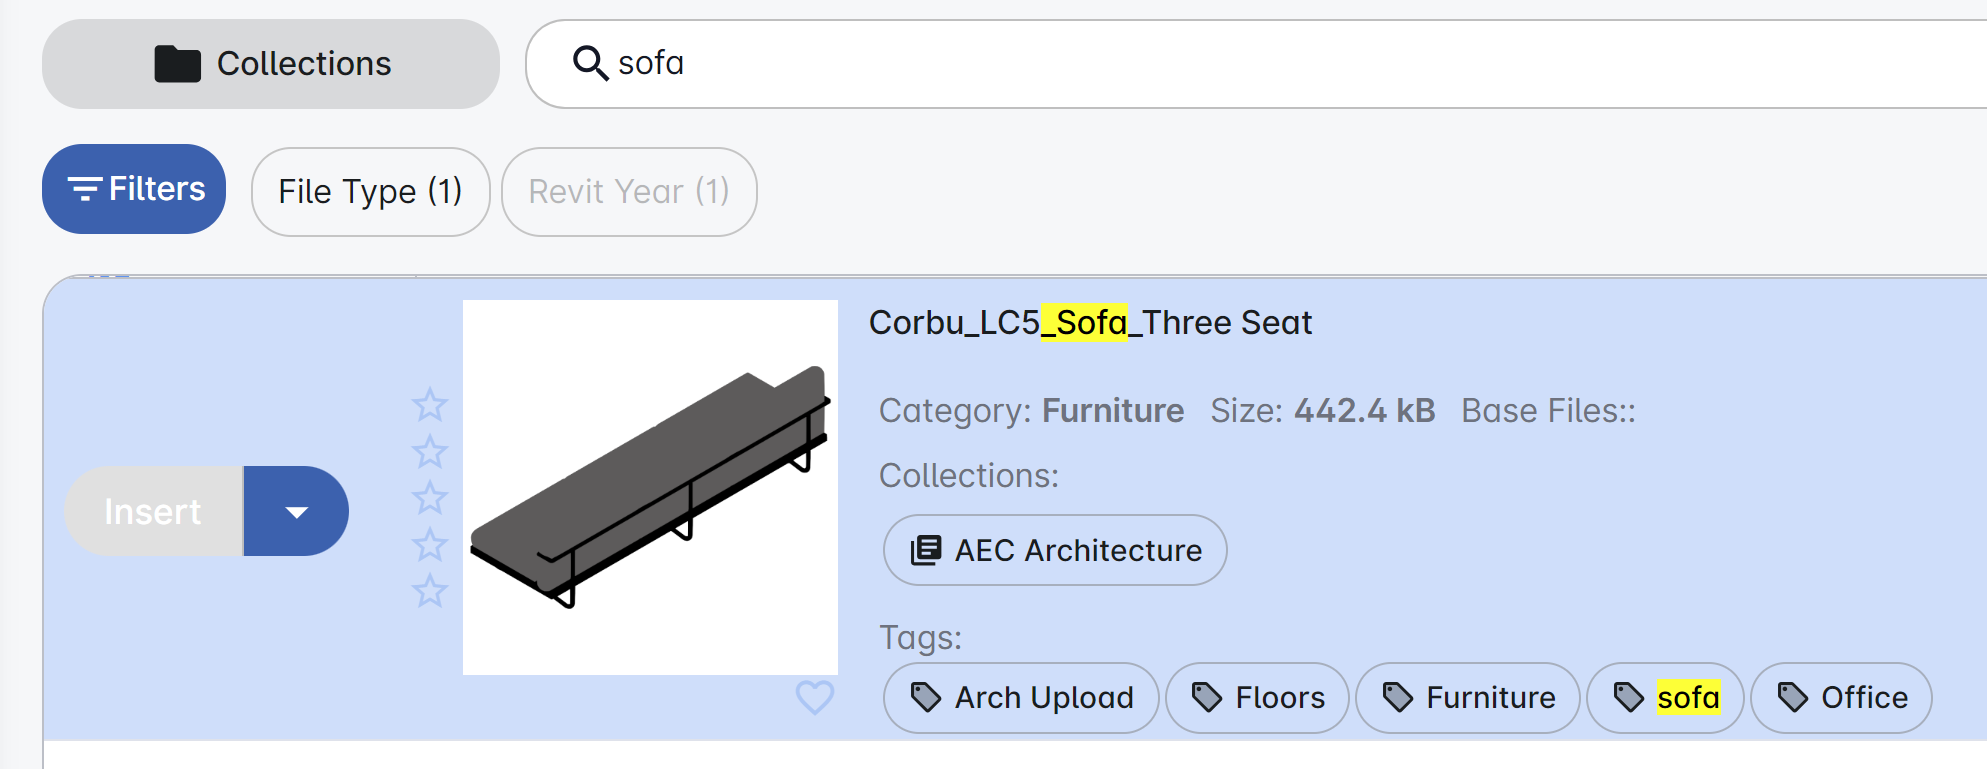 Collections
sofa
Filters
File Type (1)
Revit Year (1)
Corbu_LC5_Sofa_Three Seat
Category: Furniture Size: 442.4 kB Base Files::
Collections:
Insert
AEC Architecture
Tags:
Arch Upload
Floors
Furniture
sofa
Office